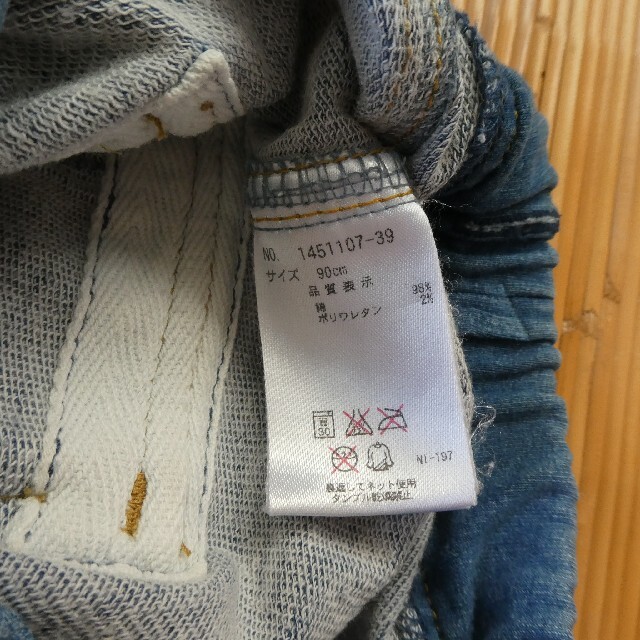 NO. 1451107-39
サイズ 90cm
品質表示
綿 98%
ポリウレタン 2%
NI-197
裏返してネット使用
タンブル乾燥禁止